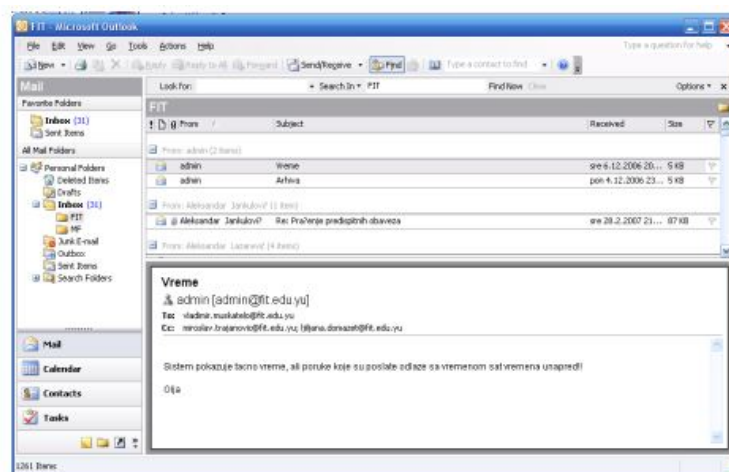 FIT - Microsoft Outlook
File Edit View Go Tools Actions Help
Type a question for help
New Reply Reply to All Forward Send/Receive Find Type a contact to find
Mail
Look for: Search In FIT Find Now Clear Options
Favorite Folders
Inbox (31)
Sent Items
All Mail Folders
Personal Folders
Deleted Items
Drafts
Inbox (31)
FIT
MF
Junk E-mail
Outbox
Sent Items
Search Folders
FIT
From Subject Received Size
From: admin (2 items)
admin Vreme sre 6.12.2006 20... 5 KB
admin Arhiva pon 4.12.2006 23... 5 KB
From: Aleksandar Jankulovi? (1 item)
Aleksandar Jankulovi? Re: Pra?enje predispitnih obaveza sre 28.2.2007 21... 87 KB
From: Aleksandar Lazarevi? (4 items)
Vreme
admin [admin@fit.edu.yu]
To: vladimir.muskatelo@fit.edu.yu
Cc: miroslav.trajanovic@fit.edu.yu; ljiljana.domazet@fit.edu.yu
Sistem pokazuje tacno vreme, ali poruke koje su poslate odlaze sa vremenom sat vremena unapred!!
Olja
Mail
Calendar
Contacts
Tasks
1261 Items